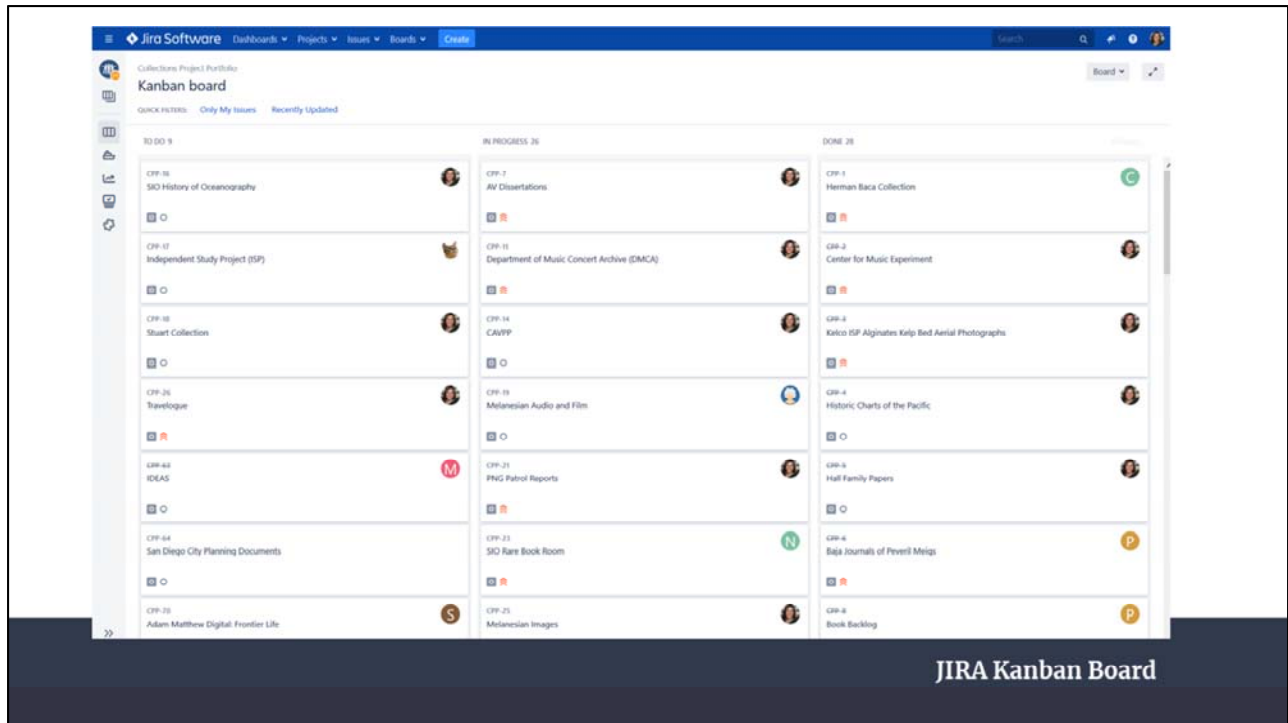 Jira Software Dashboards Projects Issues Boards Create Search
Collections Project Portfolio
Kanban board
Board
QUICK FILTERS: Only My Issues Recently Updated
TO DO 9 IN PROGRESS 26 DONE 28
CPP-16
SIO History of Oceanography
CPP-7
AV Dissertations
CPP-1
Herman Baca Collection
C
CPP-17
Independent Study Project (ISP)
CPP-11
Department of Music Concert Archive (DMCA)
CPP-2
Center for Music Experiment
CPP-18
Stuart Collection
CPP-14
CAVPP
CPP-3
Kelco ISP Alginates Kelp Bed Aerial Photographs
CPP-26
Travelogue
CPP-19
Melanesian Audio and Film
CPP-4
Historic Charts of the Pacific
CPP-63
IDEAS
M
CPP-21
PNG Patrol Reports
CPP-5
Hall Family Papers
CPP-64
San Diego City Planning Documents
CPP-23
SIO Rare Book Room
N
CPP-6
Baja Journals of Peveril Meigs
P
CPP-70
Adam Matthew Digital: Frontier Life
S
CPP-25
Melanesian Images
CPP-8
Book Backlog
P
JIRA Kanban Board